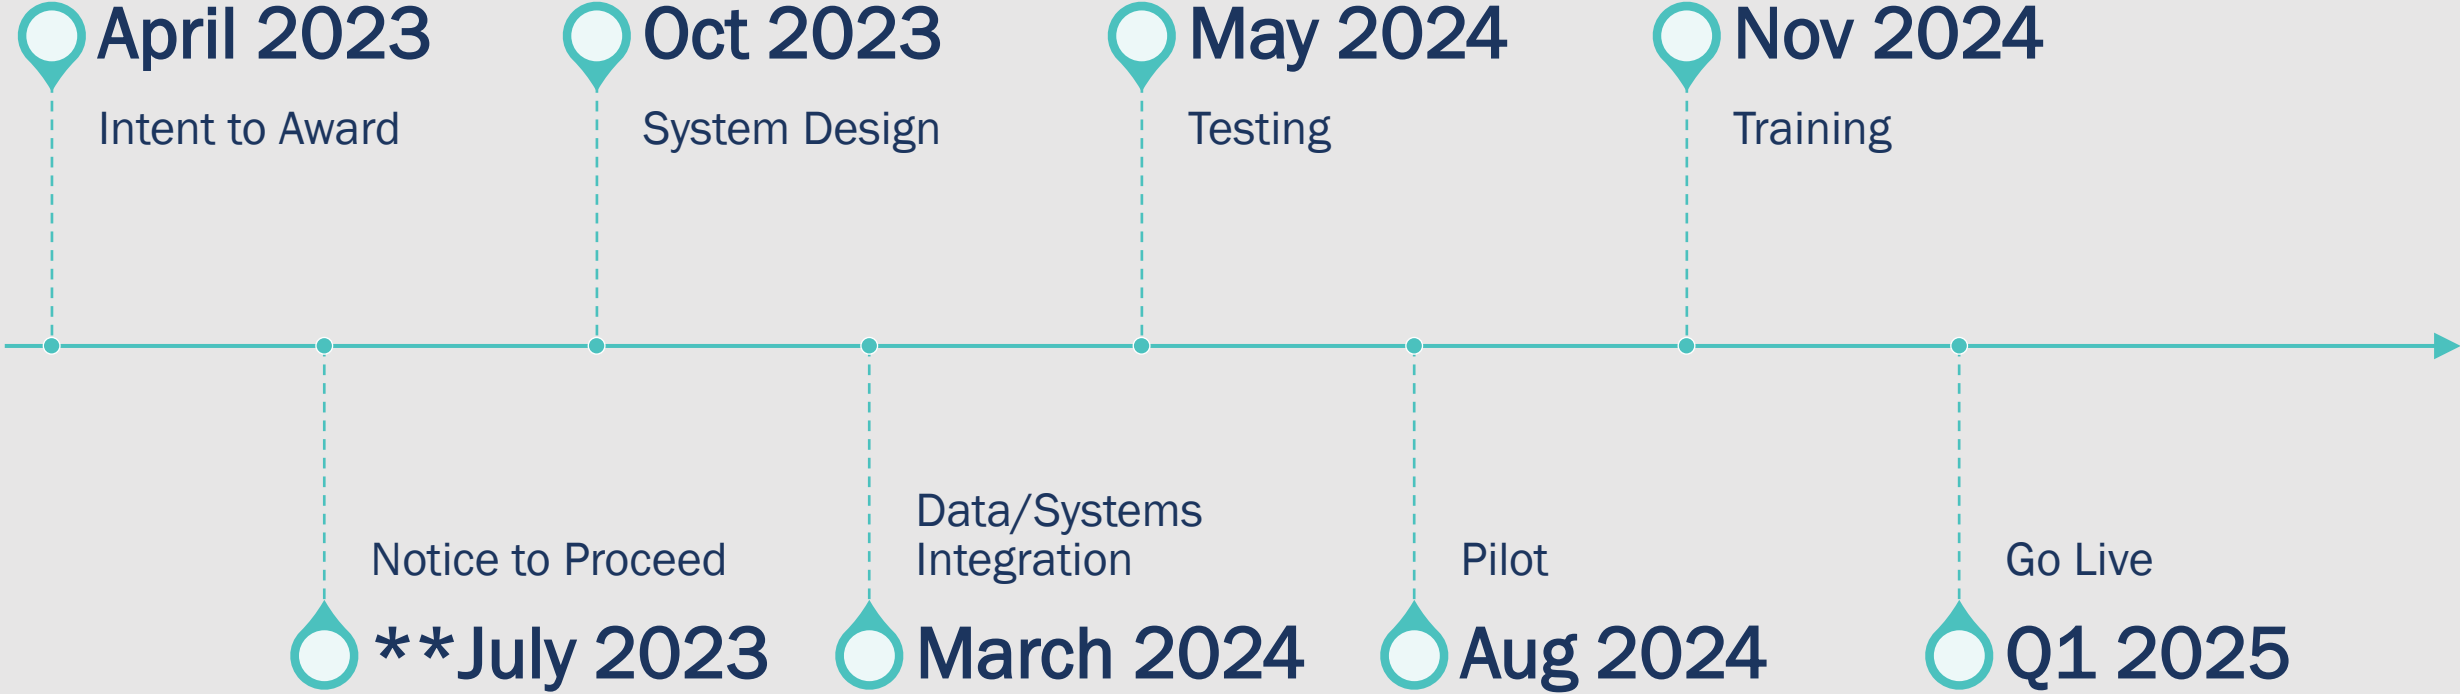 April 2023
Intent to Award
Oct 2023
System Design
May 2024
Testing
Nov 2024
Training
Notice to Proceed
**July 2023
Data/Systems
Integration
March 2024
Pilot
Aug 2024
Go Live
Q1 2025